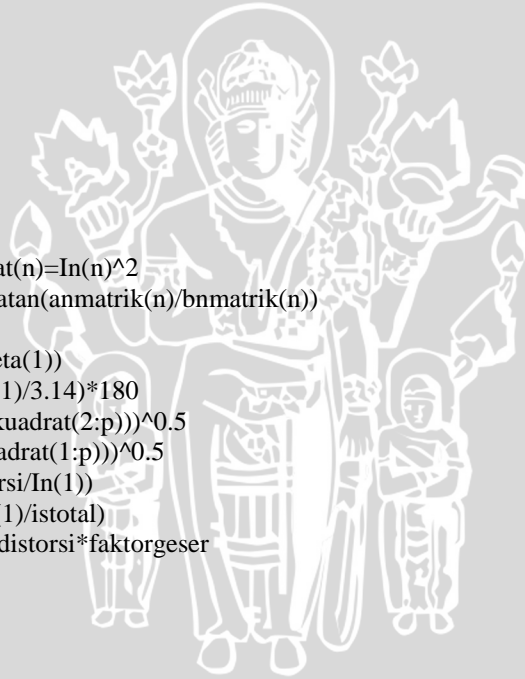 at(n)=In(n)^2
atan(anmatrik(n)/bnmatrik(n))
eta(1))
1)/3.14)*180
kuadrat(2:p)))^0.5
adrat(1:p)))^0.5
rsi/In(1))
(1)/istotal)
distorsi*faktorgeser